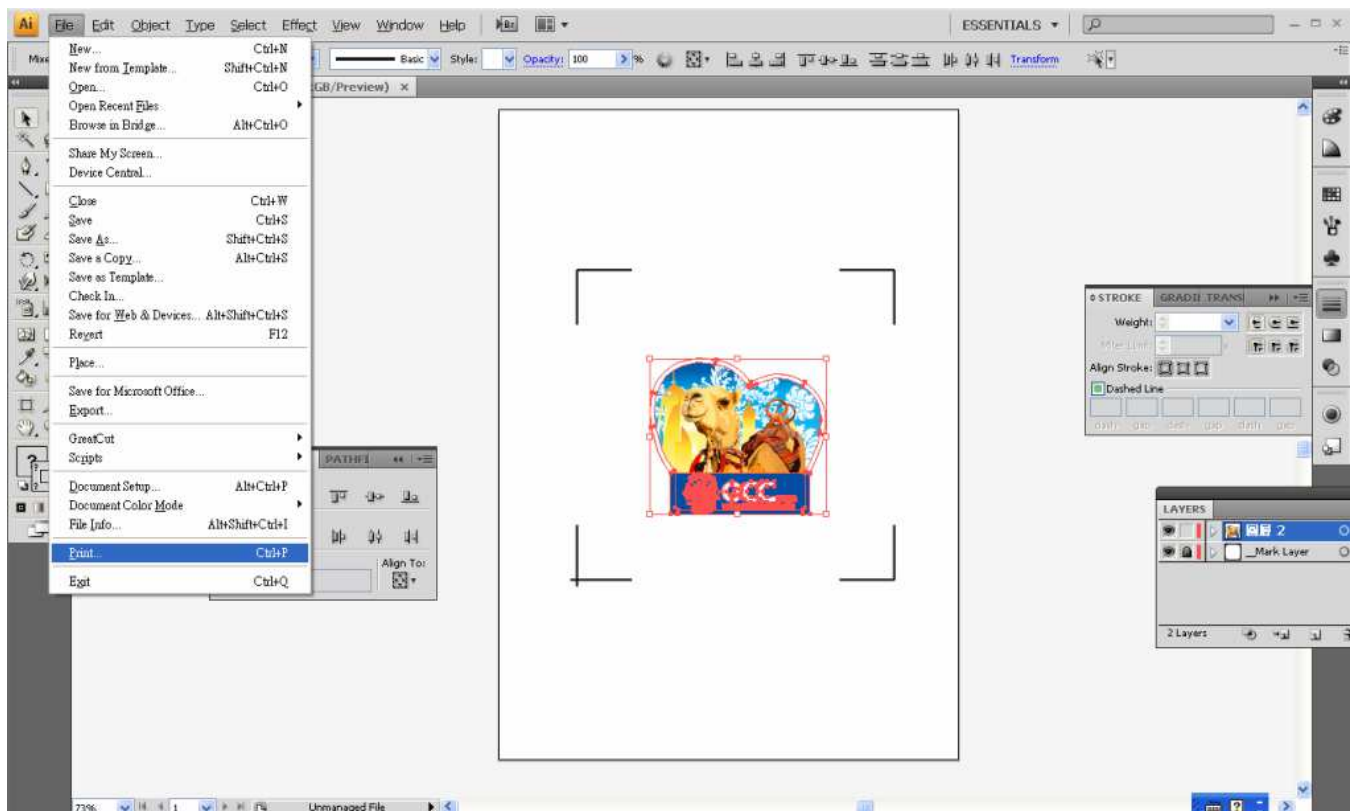 Ai File Edit Object Type Select Effect View Window Help Br ESSENTIALS
Basic Style: Opacity: 100 % Transform
GB/Preview) ×
New... Ctrl+N
New from Template... Shift+Ctrl+N
Open... Ctrl+O
Open Recent Files
Browse in Bridge... Alt+Ctrl+O
Share My Screen...
Device Central...
Close Ctrl+W
Save Ctrl+S
Save As... Shift+Ctrl+S
Save a Copy... Alt+Ctrl+S
Save as Template...
Check In...
Save for Web & Devices... Alt+Shift+Ctrl+S
Revert F12
Place...
Save for Microsoft Office...
Export...
GreatCut
Scripts
Document Setup... Alt+Ctrl+P
Document Color Mode
File Info... Alt+Shift+Ctrl+I
Print... Ctrl+P
Exit Ctrl+Q
PATHFI
Align To:
GCC
STROKE GRADII TRANS
Weight:
Miter Limit:
Align Stroke:
Dashed Line
dash gap dash gap dash gap
LAYERS
2
__Mark Layer
2 Layers
73% 1 Unmanaged File